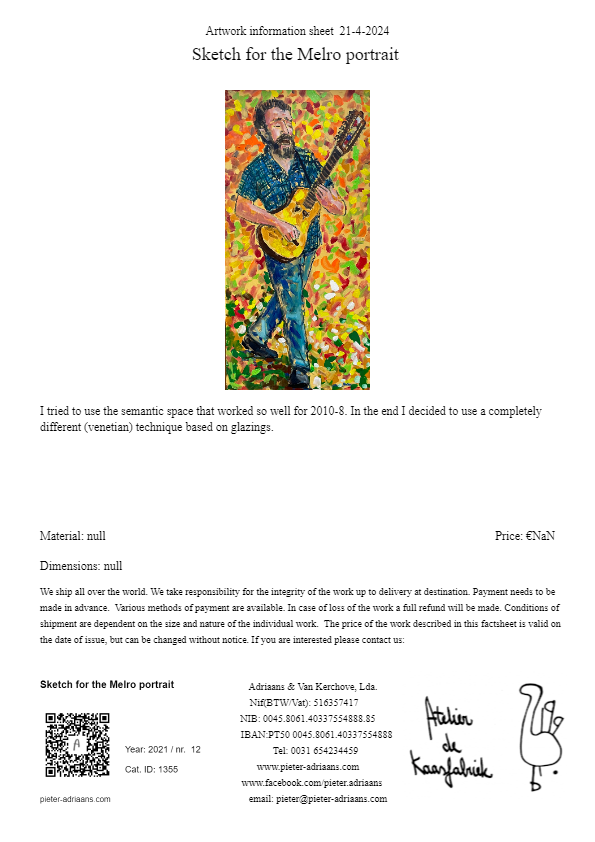 Artwork information sheet 21-4-2024
Sketch for the Melro portrait
I tried to use the semantic space that worked so well for 2010-8. In the end I decided to use a completely
different (venetian) technique based on glazings.
Material: null
Price: €NaN
Dimensions: null
We ship all over the world. We take responsibility for the integrity of the work up to delivery at destination. Payment needs to be
made in advance. Various methods of payment are available. In case of loss of the work a full refund will be made. Conditions of
shipment are dependent on the size and nature of the individual work. The price of the work described in this factsheet is valid on
the date of issue, but can be changed without notice. If you are interested please contact us:
Sketch for the Melro portrait
A
Year: 2021 / nr. 12
Cat. ID: 1355
pieter-adriaans.com
Adriaans & Van Kerchove, Lda.
Nif(BTW/Vat): 516357417
NIB: 0045.8061.40337554888.85
IBAN:PT50 0045.8061.40337554888
Tel: 0031 654234459
www.pieter-adriaans.com
www.facebook.com/pieter.adriaans
email: pieter@pieter-adriaans.com
Atelier
de
Kaasfabriek